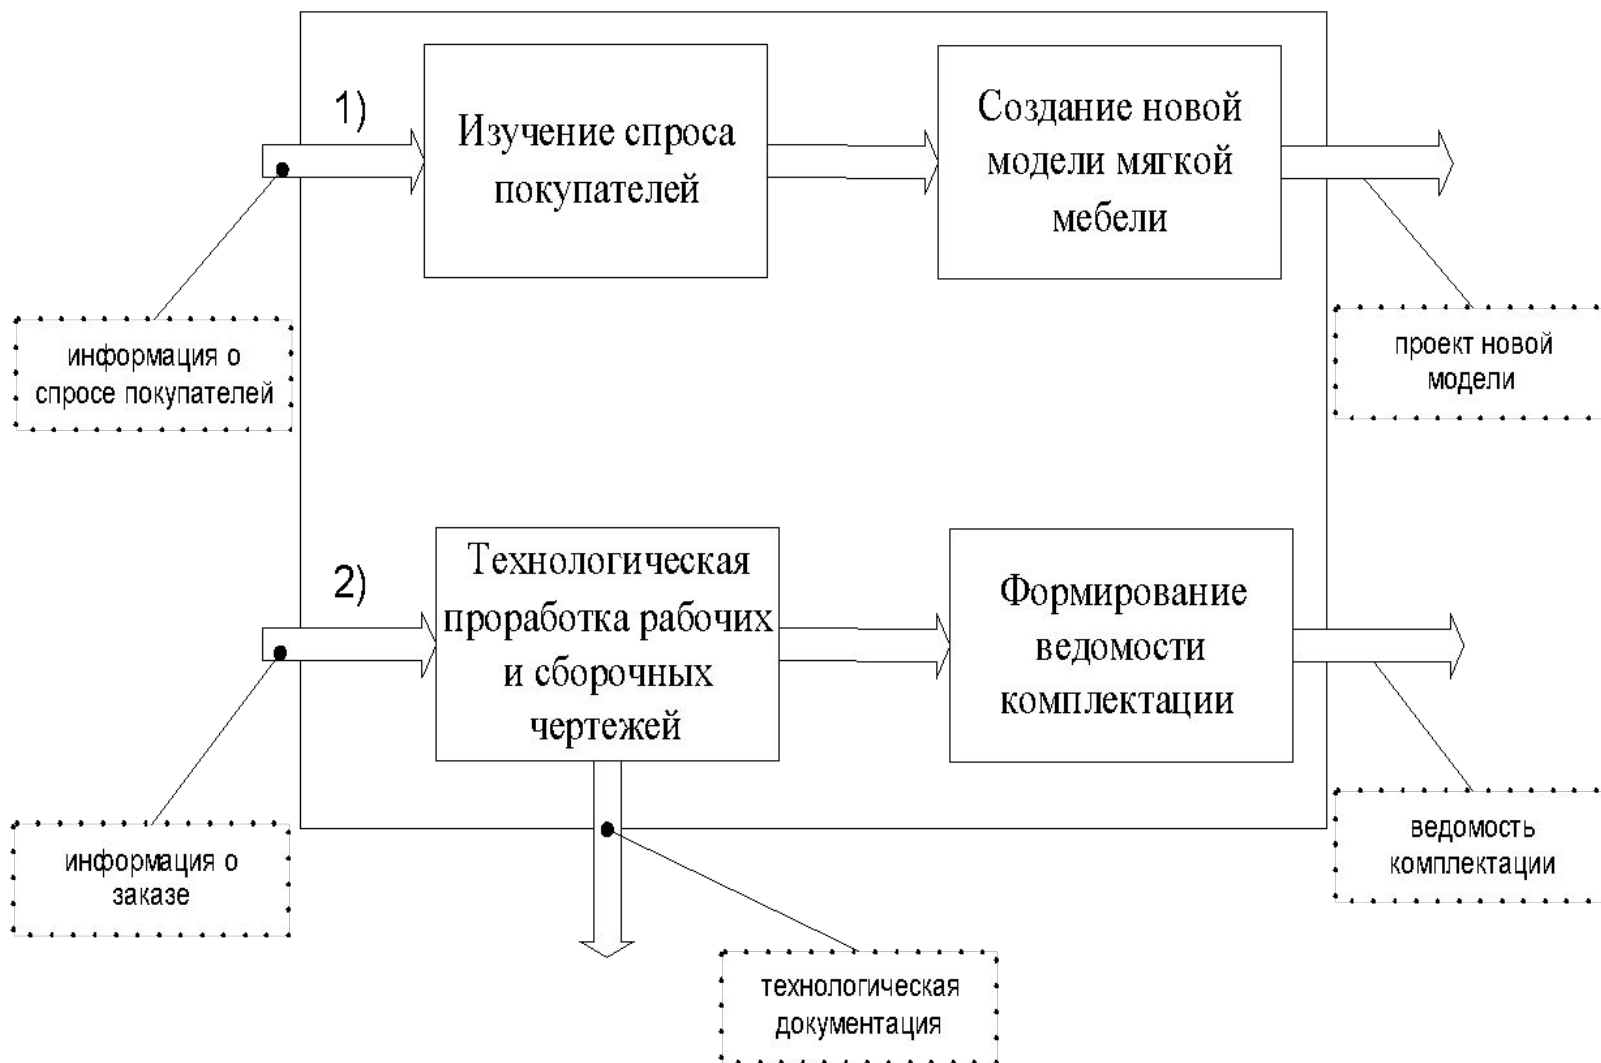 1)
Изучение спроса
покупателей
Создание новой
модели мягкой
мебели
информация о
спросе покупателей
проект новой
модели
2)
Технологическая
проработка рабочих
и сборочных
чертежей
Формирование
ведомости
комплектации
информация о
заказе
ведомость
комплектации
технологическая
документация